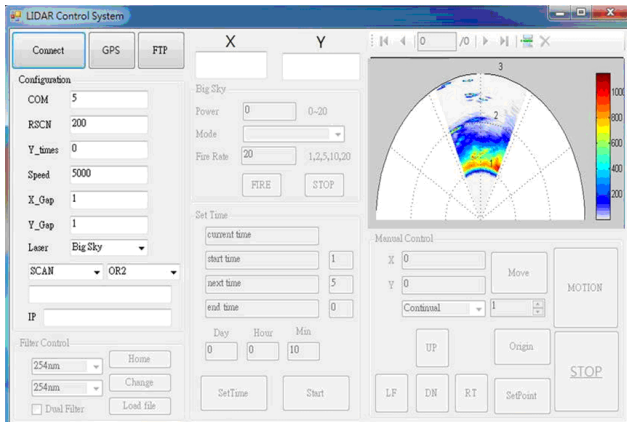 LIDAR Control System
Connect GPS FTP
X Y
0 /0
Configuration
COM 5
RSCN 200
Y_times 0
Speed 5000
X_Gap 1
Y_Gap 1
Laser Big Sky
SCAN OR2
IP
Filter Control
254nm Home
254nm Change
Dual Filter Load file
Big Sky
Power 0 0~20
Mode
Fire Rate 20 1,2,5,10,20
FIRE STOP
Set Time
current time
start time 1
next time 5
end time 0
Day Hour Min
0 0 10
SetTime Start
3
2
1
1000
800
600
400
200
Manual Control
X 0
Y 0
Move
MOTION
Continual 1
UP Origin
STOP
LF DN RT SetPoint